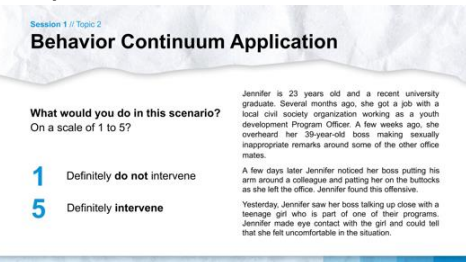 Session 1 // Topic 2
Behavior Continuum Application
What would you do in this scenario?
On a scale of 1 to 5?
1 Definitely do not intervene
5 Definitely intervene
Jennifer is 23 years old and a recent university
graduate. Several months ago, she got a job with a
local civil society organization working as a youth
development Program Officer. A few weeks ago, she
overheard her 39-year-old boss making sexually
inappropriate remarks around some of the other office
mates.
A few days later Jennifer noticed her boss putting his
arm around a colleague and patting her on the buttocks
as she left the office. Jennifer found this offensive.
Yesterday, Jennifer saw her boss talking up close with a
teenage girl who is part of one of their programs.
Jennifer made eye contact with the girl and could tell
that she felt uncomfortable in the situation.